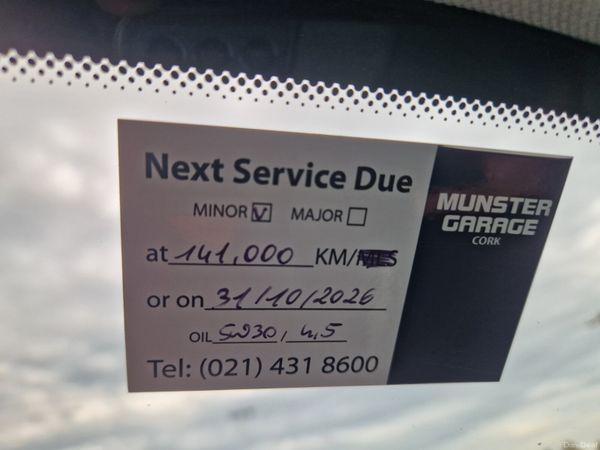 Next Service Due
MINOR V MAJOR
at 141,000 KM/
or on 31/10/2026
OIL 5w30, 4,5
Tel: (021) 431 8600
MUNSTER
GARAGE
CORK